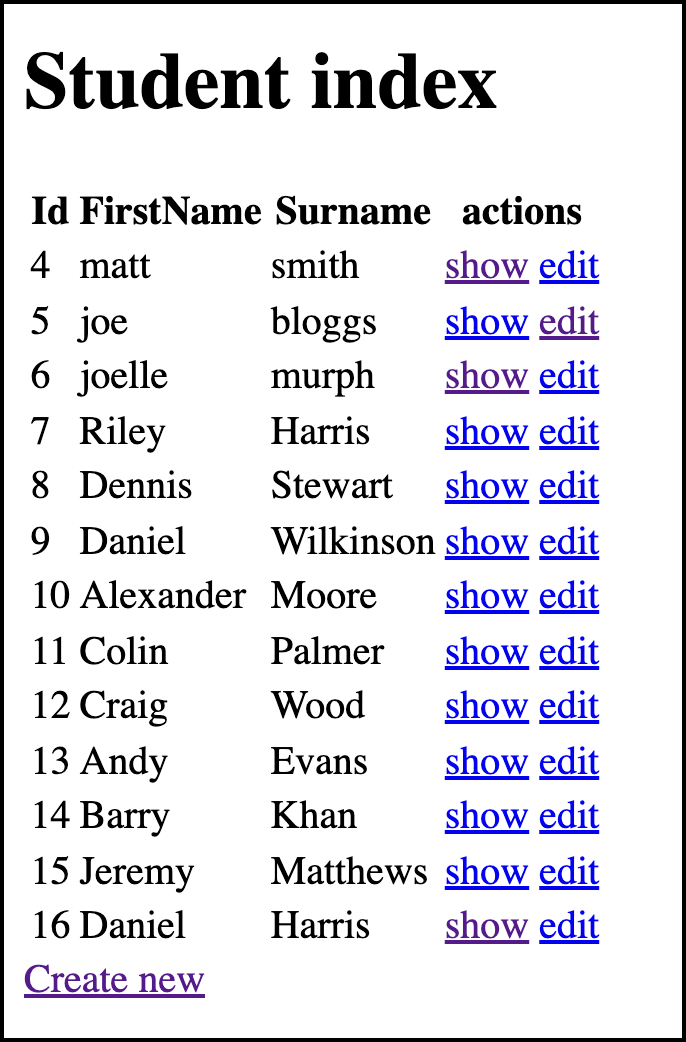 Student index
Id FirstName Surname actions
4 matt smith show edit
5 joe bloggs show edit
6 joelle murph show edit
7 Riley Harris show edit
8 Dennis Stewart show edit
9 Daniel Wilkinson show edit
10 Alexander Moore show edit
11 Colin Palmer show edit
12 Craig Wood show edit
13 Andy Evans show edit
14 Barry Khan show edit
15 Jeremy Matthews show edit
16 Daniel Harris show edit
Create new